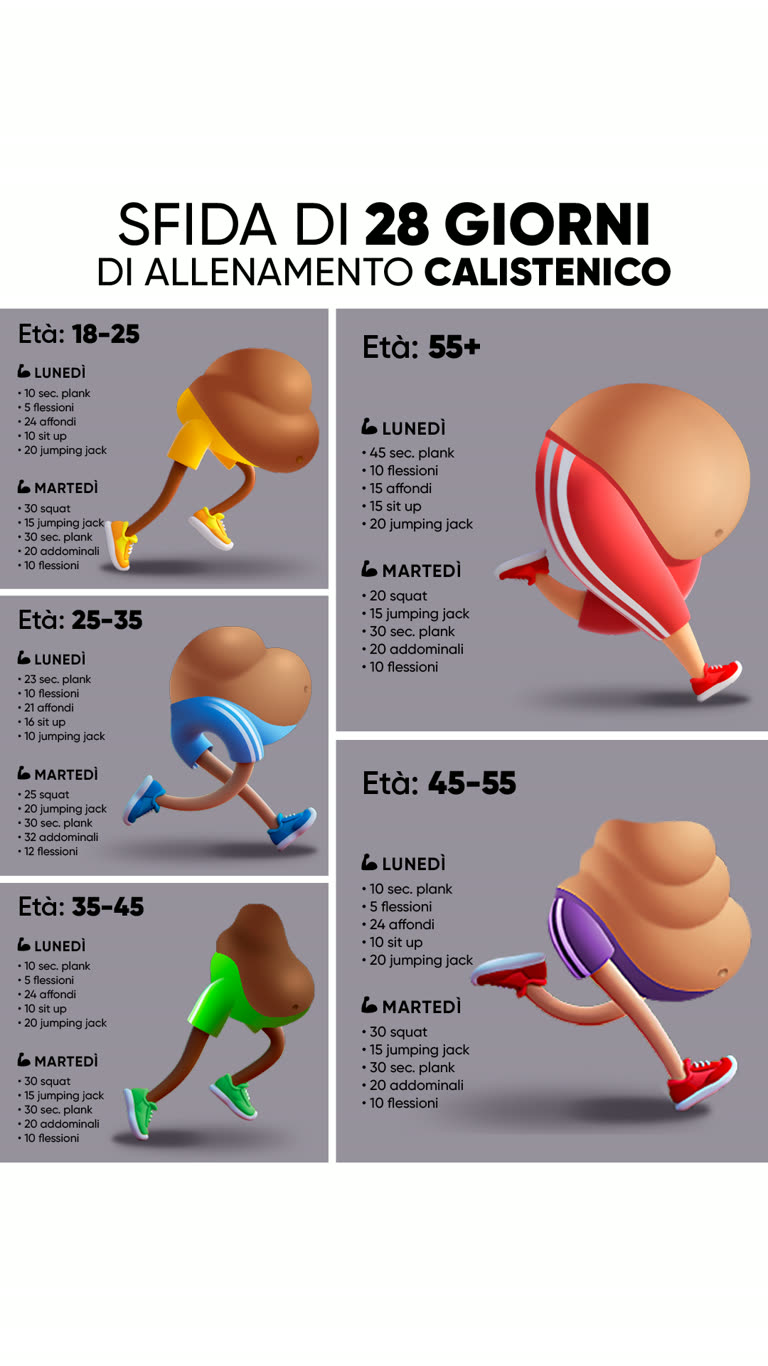 SFIDA DI 28 GIORNI
DI ALLENAMENTO CALISTENICO
Età: 18-25
LUNEDÌ
• 10 sec. plank
• 5 flessioni
• 24 affondi
• 10 sit up
• 20 jumping jack
MARTEDÌ
• 30 squat
• 15 jumping jack
• 30 sec. plank
• 20 addominali
• 10 flessioni
Età: 25-35
LUNEDÌ
• 23 sec. plank
• 10 flessioni
• 21 affondi
• 16 sit up
• 10 jumping jack
MARTEDÌ
• 25 squat
• 20 jumping jack
• 30 sec. plank
• 32 addominali
• 12 flessioni
Età: 35-45
LUNEDÌ
• 10 sec. plank
• 5 flessioni
• 24 affondi
• 10 sit up
• 20 jumping jack
MARTEDÌ
• 30 squat
• 15 jumping jack
• 30 sec. plank
• 20 addominali
• 10 flessioni
Età: 55+
LUNEDÌ
• 45 sec. plank
• 10 flessioni
• 15 affondi
• 15 sit up
• 20 jumping jack
MARTEDÌ
• 20 squat
• 15 jumping jack
• 30 sec. plank
• 20 addominali
• 10 flessioni
Età: 45-55
LUNEDÌ
• 10 sec. plank
• 5 flessioni
• 24 affondi
• 10 sit up
• 20 jumping jack
MARTEDÌ
• 30 squat
• 15 jumping jack
• 30 sec. plank
• 20 addominali
• 10 flessioni